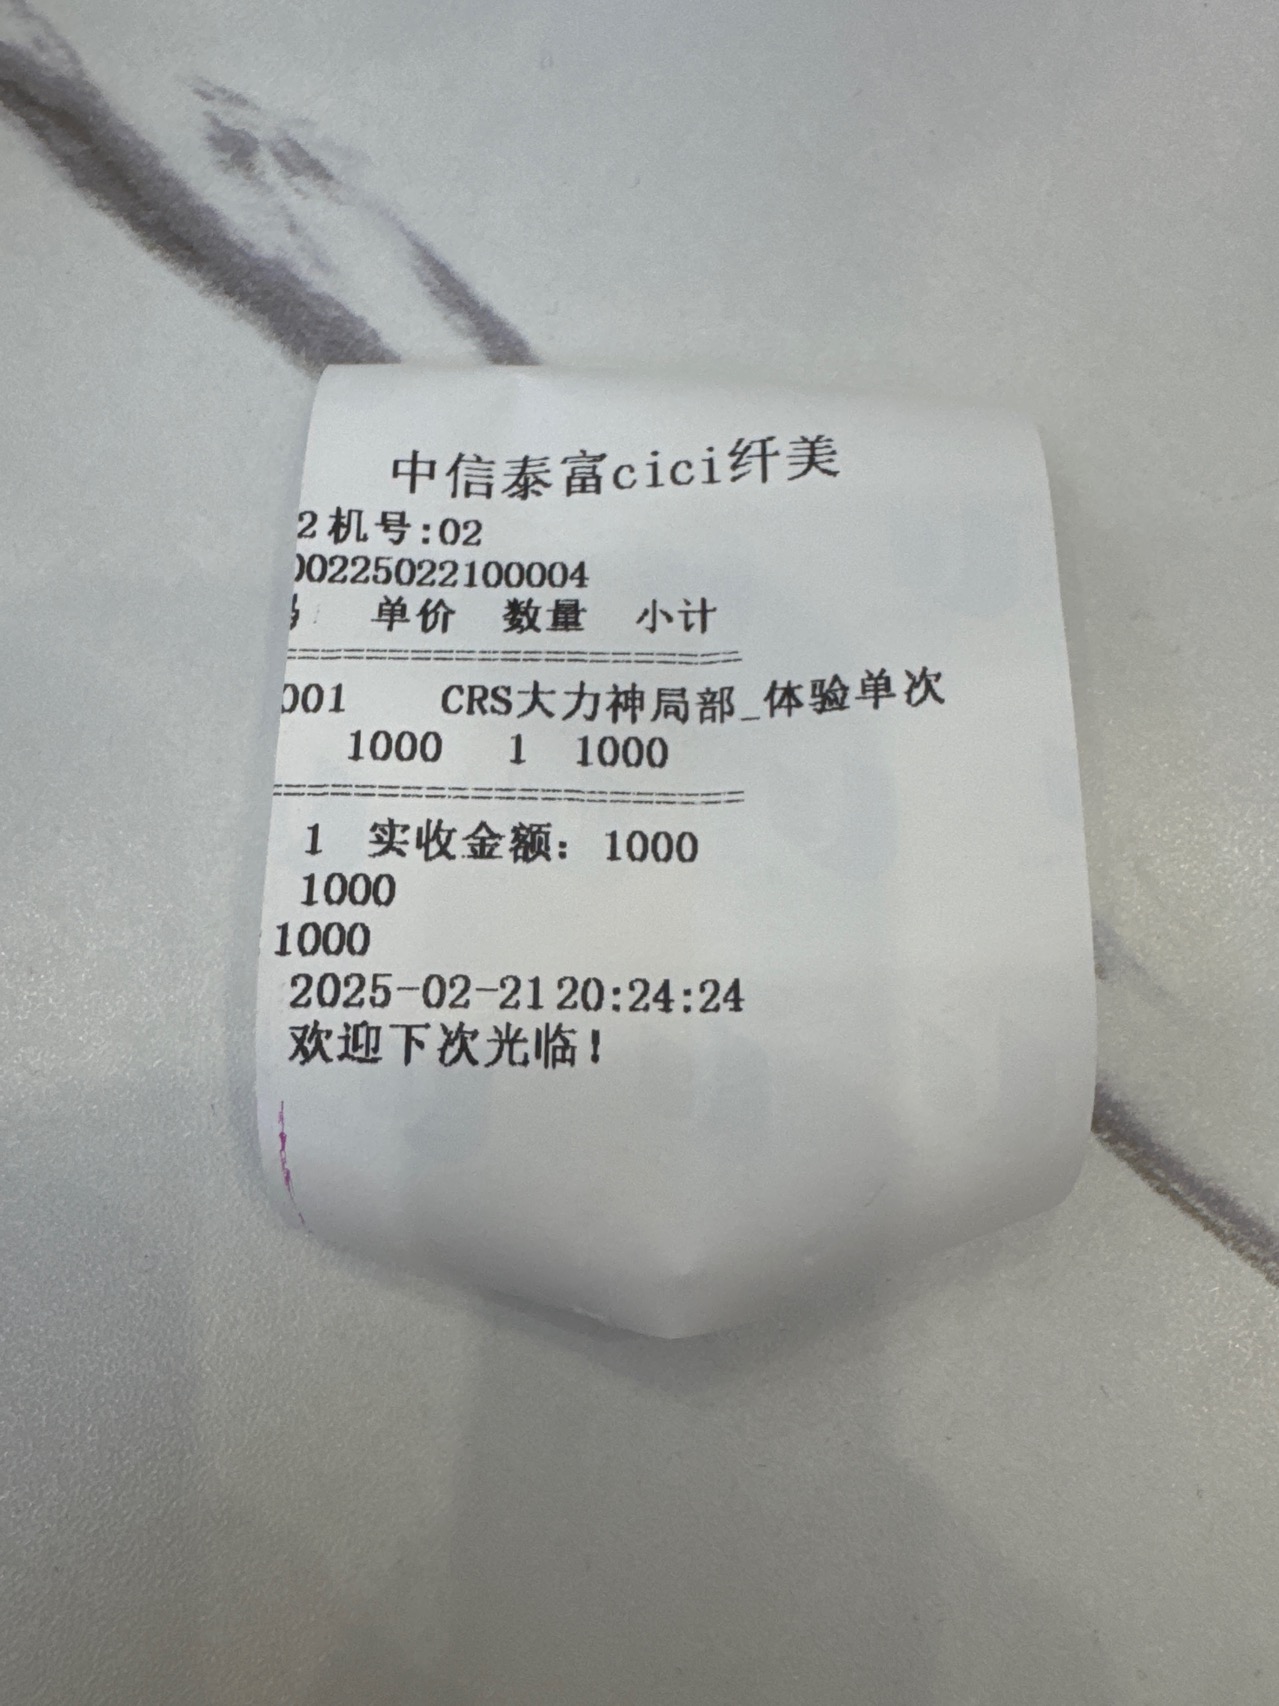 中信泰富cici纤美
2机号:02
00225022100004
单价 数量 小计
001 CRS大力神局部_体验单次
1000 1 1000
1 实收金额: 1000
1000
1000
2025-02-21 20:24:24
欢迎下次光临!